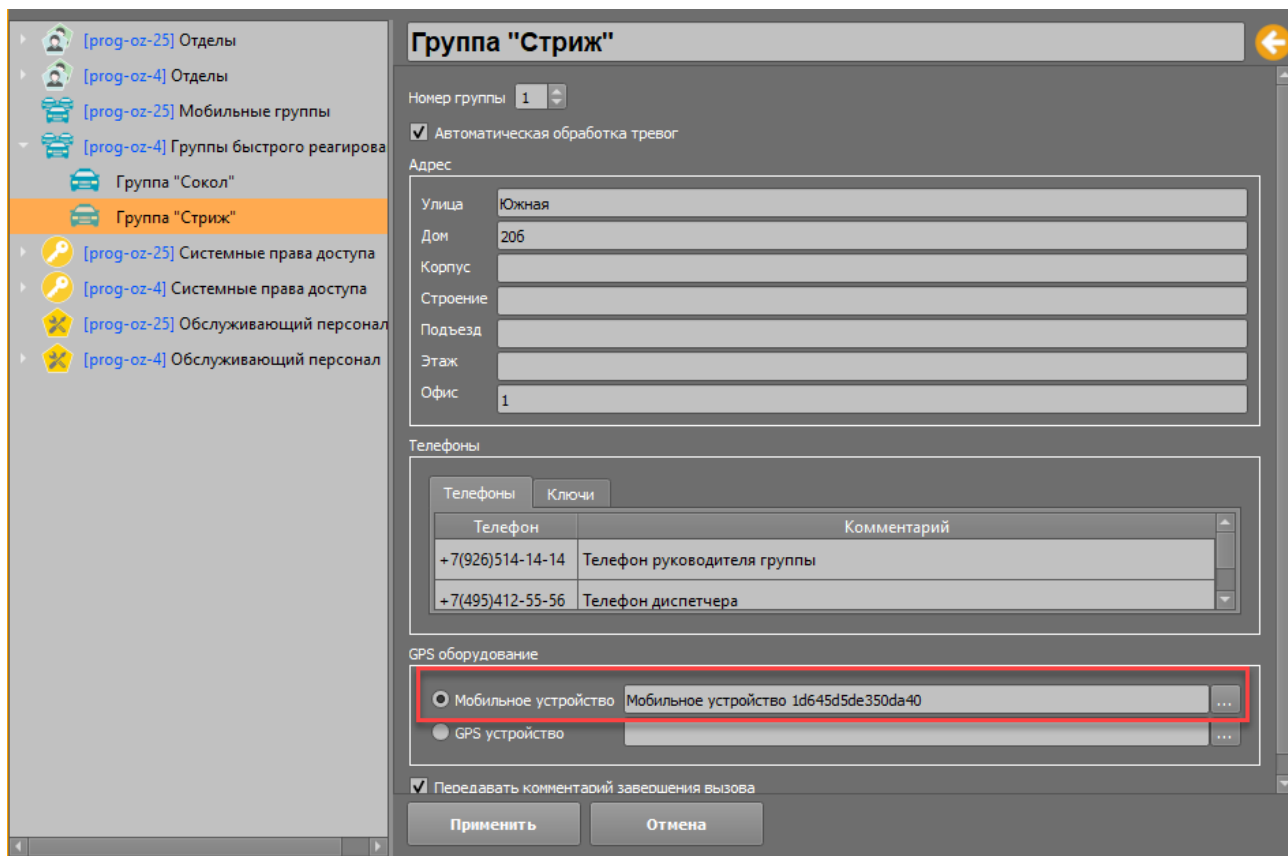 [prog-oz-25] Отделы
[prog-oz-4] Отделы
[prog-oz-25] Мобильные группы
[prog-oz-4] Группы быстрого реагирова
Группа "Сокол"
Группа "Стриж"
[prog-oz-25] Системные права доступа
[prog-oz-4] Системные права доступа
[prog-oz-25] Обслуживающий персонал
[prog-oz-4] Обслуживающий персонал
Группа "Стриж"
Номер группы 1
Автоматическая обработка тревог
Адрес
Улица Южная
Дом 20б
Корпус
Строение
Подъезд
Этаж
Офис 1
Телефоны
Телефоны Ключи
Телефон Комментарий
+7(926)514-14-14 Телефон руководителя группы
+7(495)412-55-56 Телефон диспетчера
GPS оборудование
Мобильное устройство Мобильное устройство 1d645d5de350da40 ...
GPS устройство ...
Передавать комментарий завершения вызова
Применить Отмена